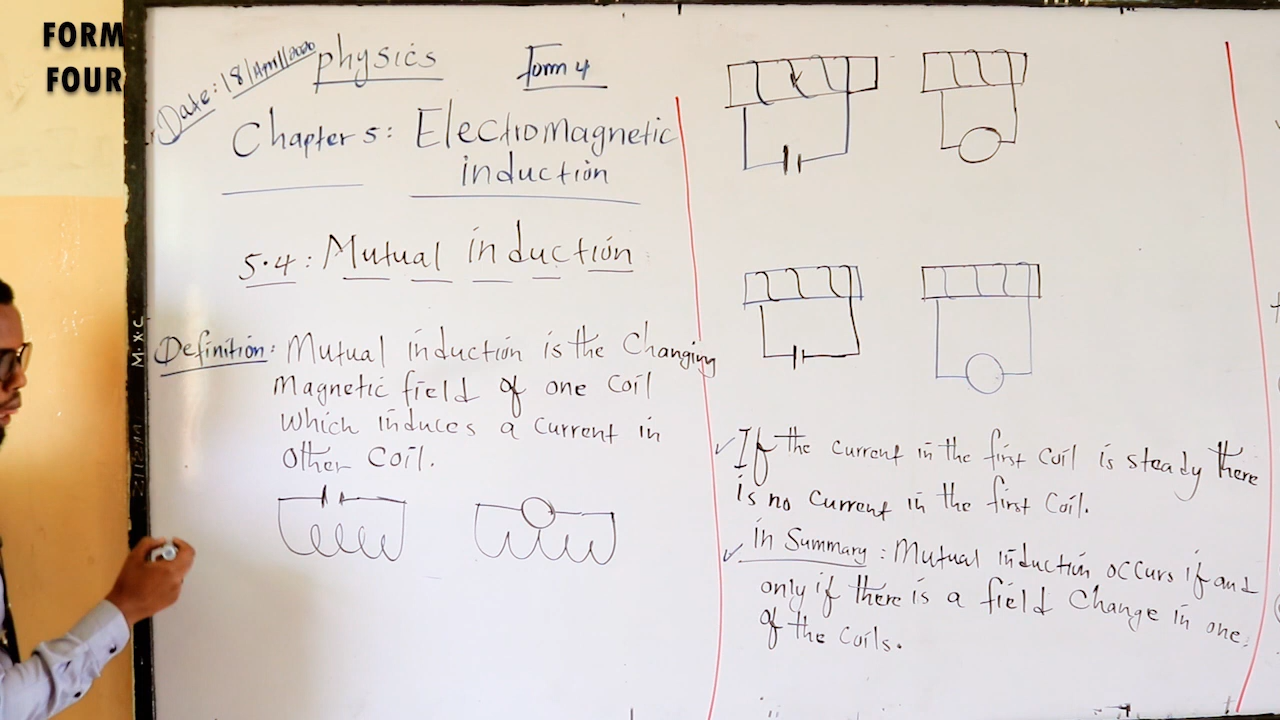 FORM
FOUR
Date: 18/April/2020
physics
Form 4
Chapter 5: Electromagnetic
induction
5.4: Mutual induction
Definition: Mutual induction is the Changing
magnetic field of one coil
which induces a current in
other coil.
If the current in the first coil is steady there
is no current in the first coil.
in Summary: Mutual induction occurs if and
only if there is a field change in one
of the coils.
M.X.C